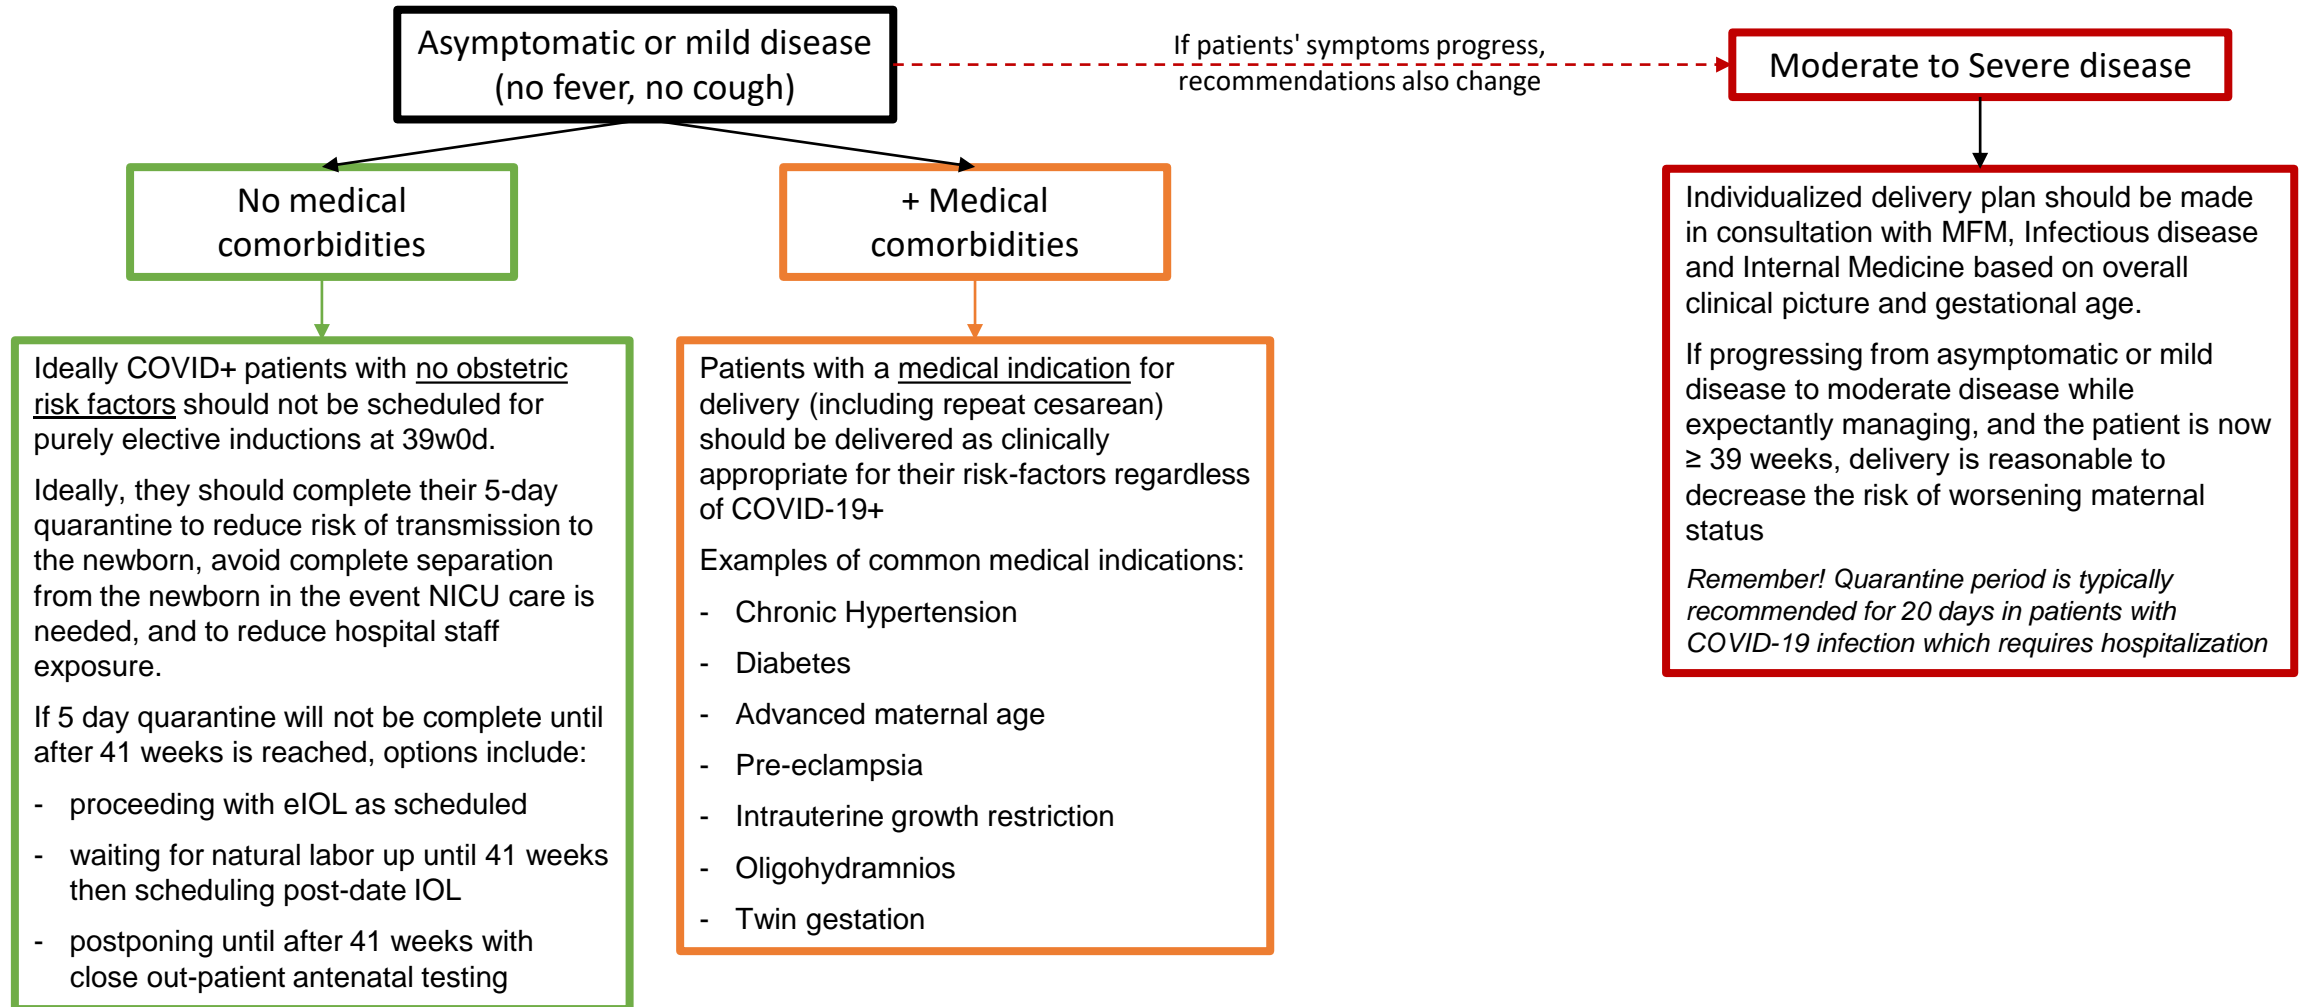 Asymptomatic or mild disease
(no fever, no cough)
If patients' symptoms progress,
recommendations also change
Moderate to Severe disease
No medical
comorbidities
+ Medical
comorbidities
Ideally COVID+ patients with no obstetric
risk factors should not be scheduled for
purely elective inductions at 39w0d.
Ideally, they should complete their 5-day
quarantine to reduce risk of transmission to
the newborn, avoid complete separation
from the newborn in the event NICU care is
needed, and to reduce hospital staff
exposure.
If 5 day quarantine will not be complete until
after 41 weeks is reached, options include:
- proceeding with eIOL as scheduled
- waiting for natural labor up until 41 weeks
then scheduling post-date IOL
- postponing until after 41 weeks with
close out-patient antenatal testing
Patients with a medical indication for
delivery (including repeat cesarean)
should be delivered as clinically
appropriate for their risk-factors regardless
of COVID-19+
Examples of common medical indications:
- Chronic Hypertension
- Diabetes
- Advanced maternal age
- Pre-eclampsia
- Intrauterine growth restriction
- Oligohydramnios
- Twin gestation
Individualized delivery plan should be made
in consultation with MFM, Infectious disease
and Internal Medicine based on overall
clinical picture and gestational age.
If progressing from asymptomatic or mild
disease to moderate disease while
expectantly managing, and the patient is now
≥ 39 weeks, delivery is reasonable to
decrease the risk of worsening maternal
status
Remember! Quarantine period is typically
recommended for 20 days in patients with
COVID-19 infection which requires hospitalization